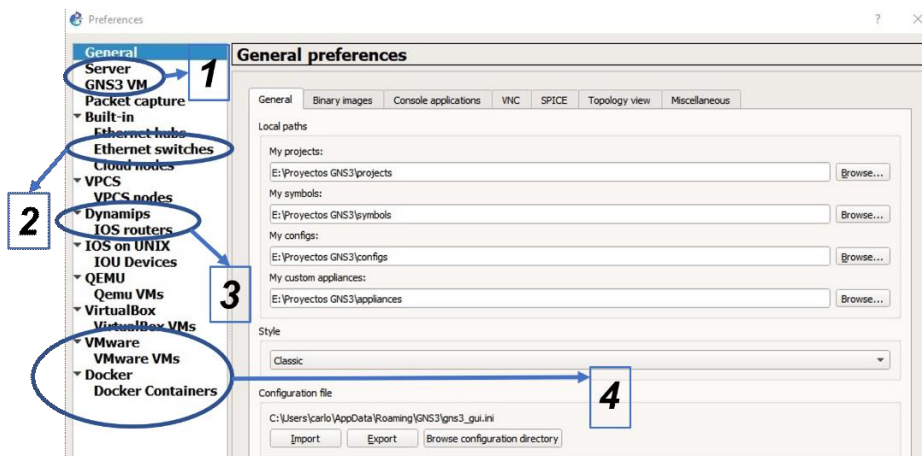 Preferences
?
General
Server
GNS3 VM
Packet capture
Built-in
Ethernet hubs
Ethernet switches
Cloud nodes
VPCS
VPCS nodes
Dynamips
IOS routers
IOS on UNIX
IOU Devices
QEMU
Qemu VMs
VirtualBox
VirtualBox VMs
VMware
VMware VMs
Docker
Docker Containers
1
2
3
4
General preferences
General Binary images Console applications VNC SPICE Topology view Miscellaneous
Local paths
My projects:
E:\Proyectos GNS3\projects Browse...
My symbols:
E:\Proyectos GNS3\symbols Browse...
My configs:
E:\Proyectos GNS3\configs Browse...
My custom appliances:
E:\Proyectos GNS3\appliances Browse...
Style
Classic
Configuration file
C:\Users\carlo\AppData\Roaming\GNS3\gns3_gui.ini
Import Export Browse configuration directory